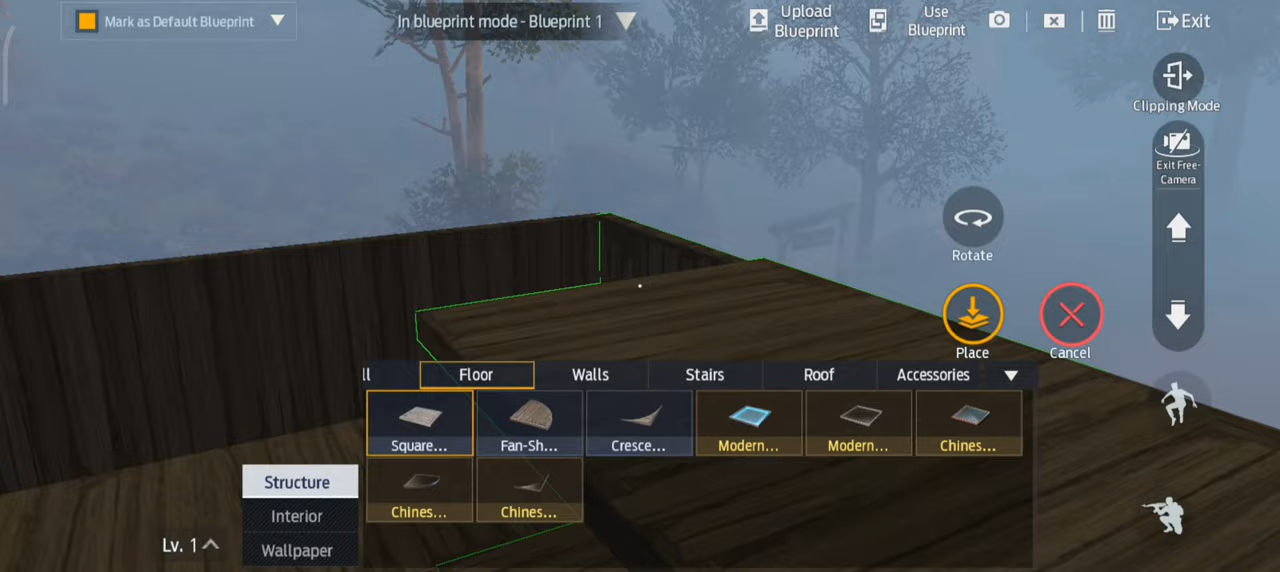 Mark as Default Blueprint
In blueprint mode - Blueprint 1
Upload
Blueprint
Use
Blueprint
Exit
Clipping Mode
Exit Free-
Camera
Rotate
Place
Cancel
ll
Floor
Walls
Stairs
Roof
Accessories
Square...
Fan-Sh...
Cresce...
Modern...
Modern...
Chines...
Chines...
Chines...
Structure
Interior
Wallpaper
Lv. 1